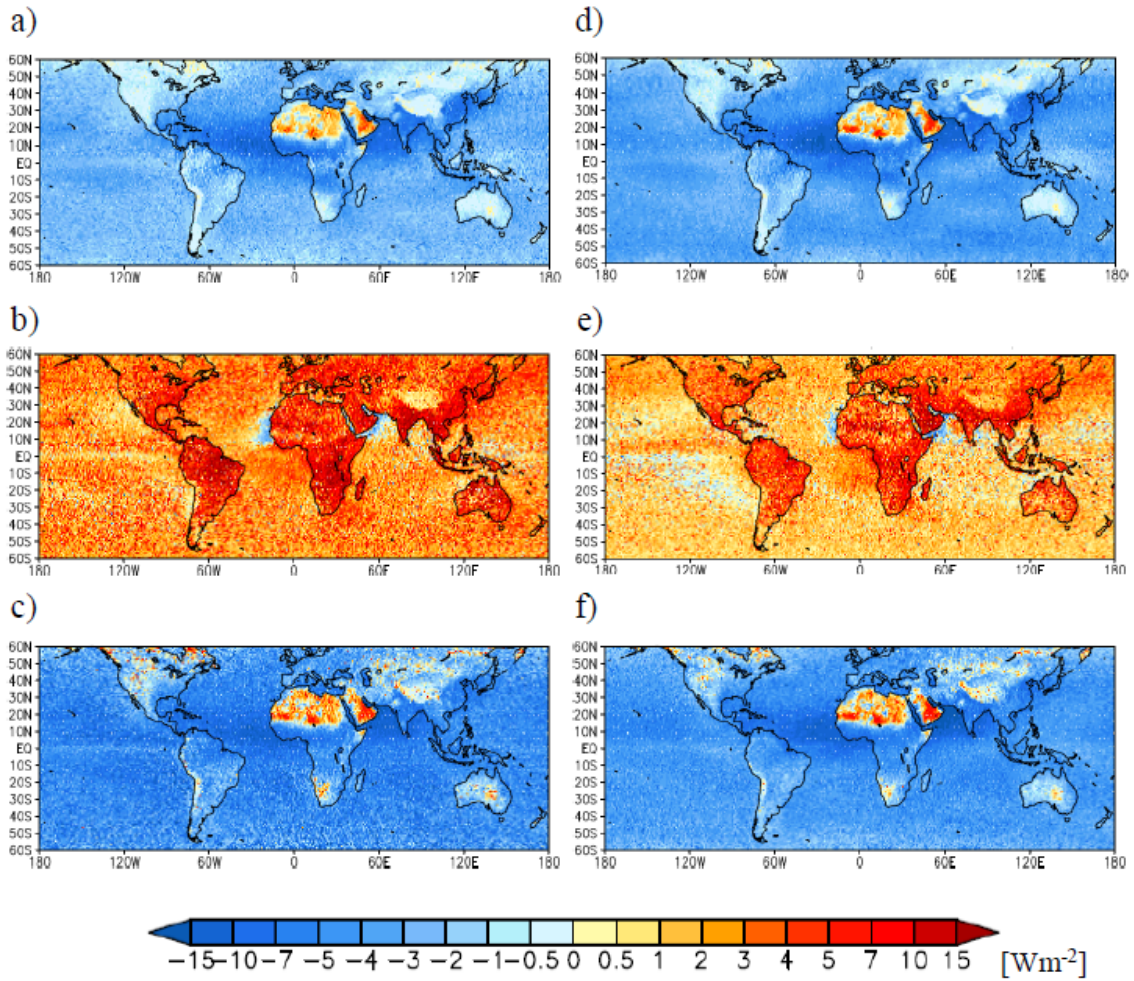 a)
60N
50N
40N
30N
20N
10N
EQ
10S
20S
30S
40S
50S
60S
180 120W 60W 0 60E 120E 180
d)
60N
50N
40N
30N
20N
10N
EQ
10S
20S
30S
40S
50S
60S
180 120W 60W 0 60E 120E 180
b)
60N
50N
40N
30N
20N
10N
EQ
10S
20S
30S
40S
50S
60S
180 120W 60W 0 60E 120E 180
e)
60N
50N
40N
30N
20N
10N
EQ
10S
20S
30S
40S
50S
60S
180 120W 60W 0 60E 120E 180
c)
60N
50N
40N
30N
20N
10N
EQ
10S
20S
30S
40S
50S
60S
180 120W 60W 0 60E 120E 180
f)
60N
50N
40N
30N
20N
10N
EQ
10S
20S
30S
40S
50S
60S
180 120W 60W 0 60E 120E 180
−15 −10 −7 −5 −3 −2 −1 −0.5 0 0.5 1 2 3 4 5 7 10 15 [Wm⁻²]